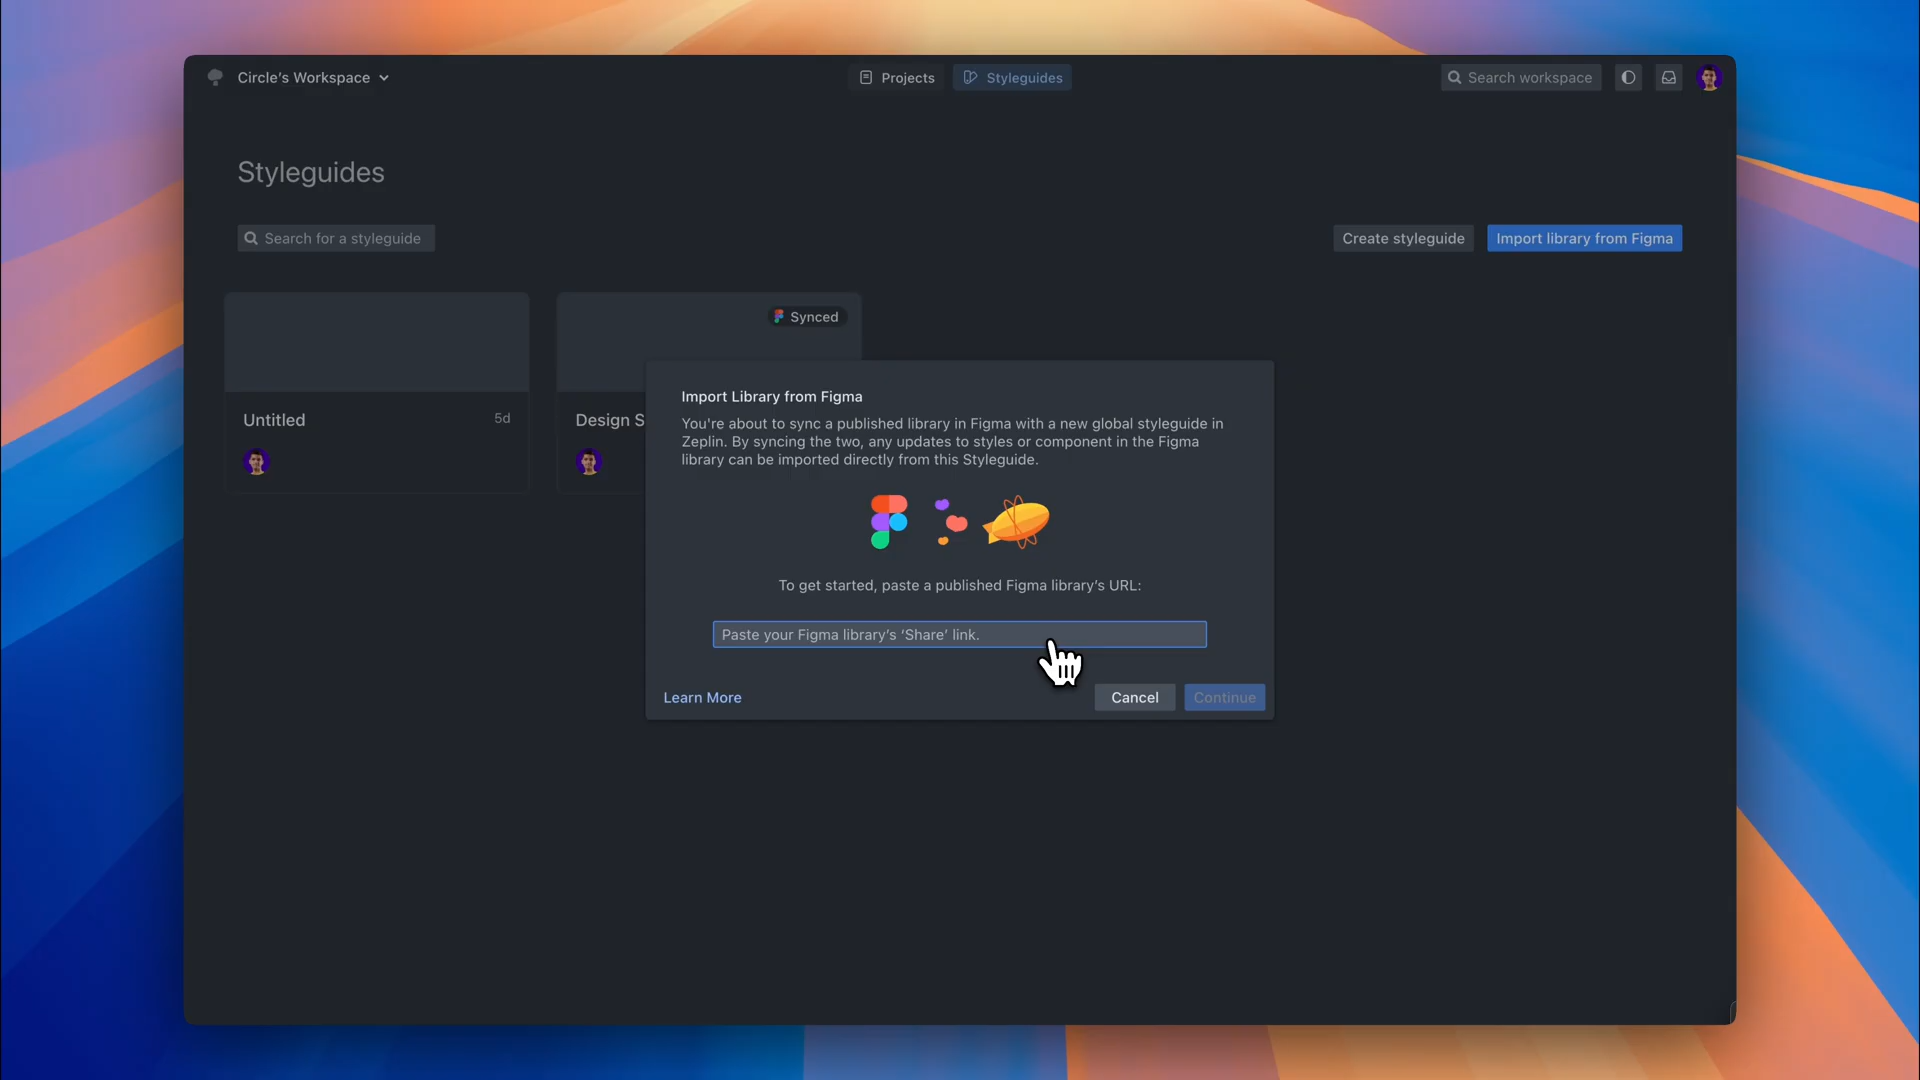 Circle's Workspace
Projects
Styleguides
Search workspace
Styleguides
Search for a styleguide
Create styleguide
Import library from Figma
Synced
Untitled
5d
Design S
Import Library from Figma
You're about to sync a published library in Figma with a new global styleguide in
Zeplin. By syncing the two, any updates to styles or component in the Figma
library can be imported directly from this Styleguide.
To get started, paste a published Figma library's URL:
Paste your Figma library's ‘Share’ link.
Learn More
Cancel
Continue